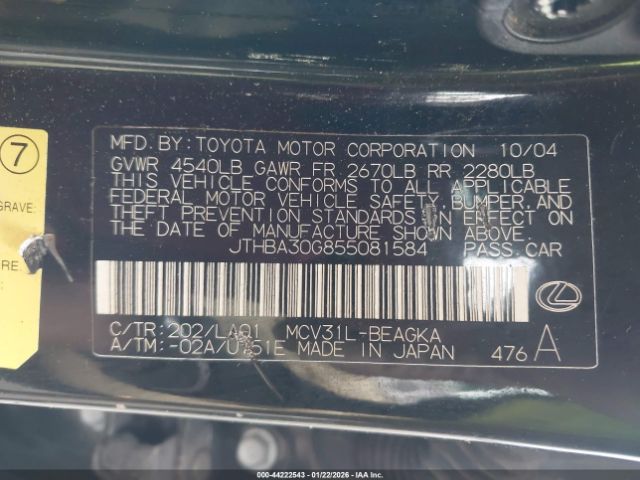 7
GRAVE
RE:
MFD. BY: TOYOTA MOTOR CORPORATION 10/04
GVWR 4540LB GAWR FR 2670LB RR 2280LB
THIS VEHICLE CONFORMS TO ALL APPLICABLE
FEDERAL MOTOR VEHICLE SAFETY, BUMPER, AND
THEFT PREVENTION STANDARDS IN EFFECT ON
THE DATE OF MANUFACTURE SHOWN ABOVE.
JTHBA30G855081584 PASS. CAR
C/TR: 202/LA01 MCV31L-BEAGKA
A/TM: -02A/U151E MADE IN JAPAN 476 A
000-44222543 - 01/22/2026 - IAAI.COM